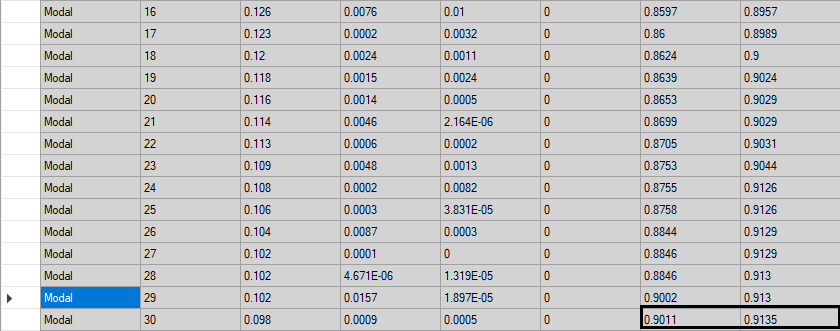 Modal 16 0.126 0.0076 0.01 0 0.8597 0.8957
Modal 17 0.123 0.0002 0.0032 0 0.86 0.8989
Modal 18 0.12 0.0024 0.0011 0 0.8624 0.9
Modal 19 0.118 0.0015 0.0024 0 0.8639 0.9024
Modal 20 0.116 0.0014 0.0005 0 0.8653 0.9029
Modal 21 0.114 0.0046 2.164E-06 0 0.8699 0.9029
Modal 22 0.113 0.0006 0.0002 0 0.8705 0.9031
Modal 23 0.109 0.0048 0.0013 0 0.8753 0.9044
Modal 24 0.108 0.0002 0.0082 0 0.8755 0.9126
Modal 25 0.106 0.0003 3.831E-05 0 0.8758 0.9126
Modal 26 0.104 0.0087 0.0003 0 0.8844 0.9129
Modal 27 0.102 0.0001 0 0 0.8846 0.9129
Modal 28 0.102 4.671E-06 1.319E-05 0 0.8846 0.913
Modal 29 0.102 0.0157 1.897E-05 0 0.9002 0.913
Modal 30 0.098 0.0009 0.0005 0 0.9011 0.9135